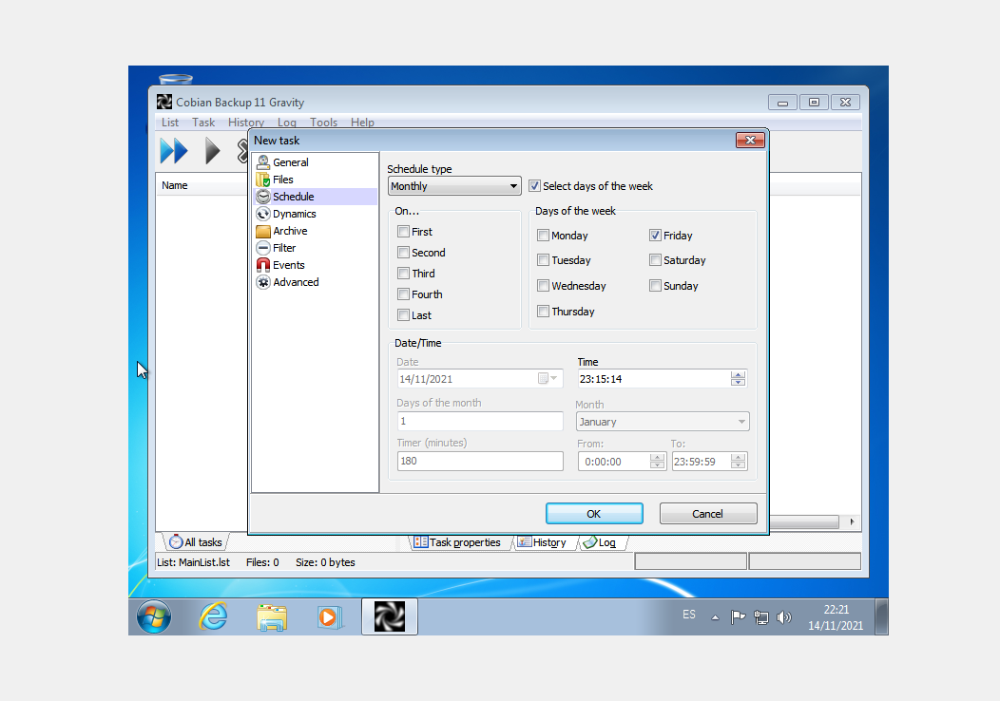 Cobian Backup 11 Gravity
List Task History Log Tools Help
New task
Name
General
Files
Schedule
Dynamics
Archive
Filter
Events
Advanced
Schedule type
Monthly
Select days of the week
On...
First
Second
Third
Fourth
Last
Days of the week
Monday
Tuesday
Wednesday
Thursday
Friday
Saturday
Sunday
Date/Time
Date
14/11/2021
Time
23:15:14
Days of the month
1
Month
January
Timer (minutes)
180
From:
0:00:00
To:
23:59:59
OK
Cancel
All tasks
Task properties
History
Log
List: MainList.lst Files: 0 Size: 0 bytes
ES
22:21
14/11/2021